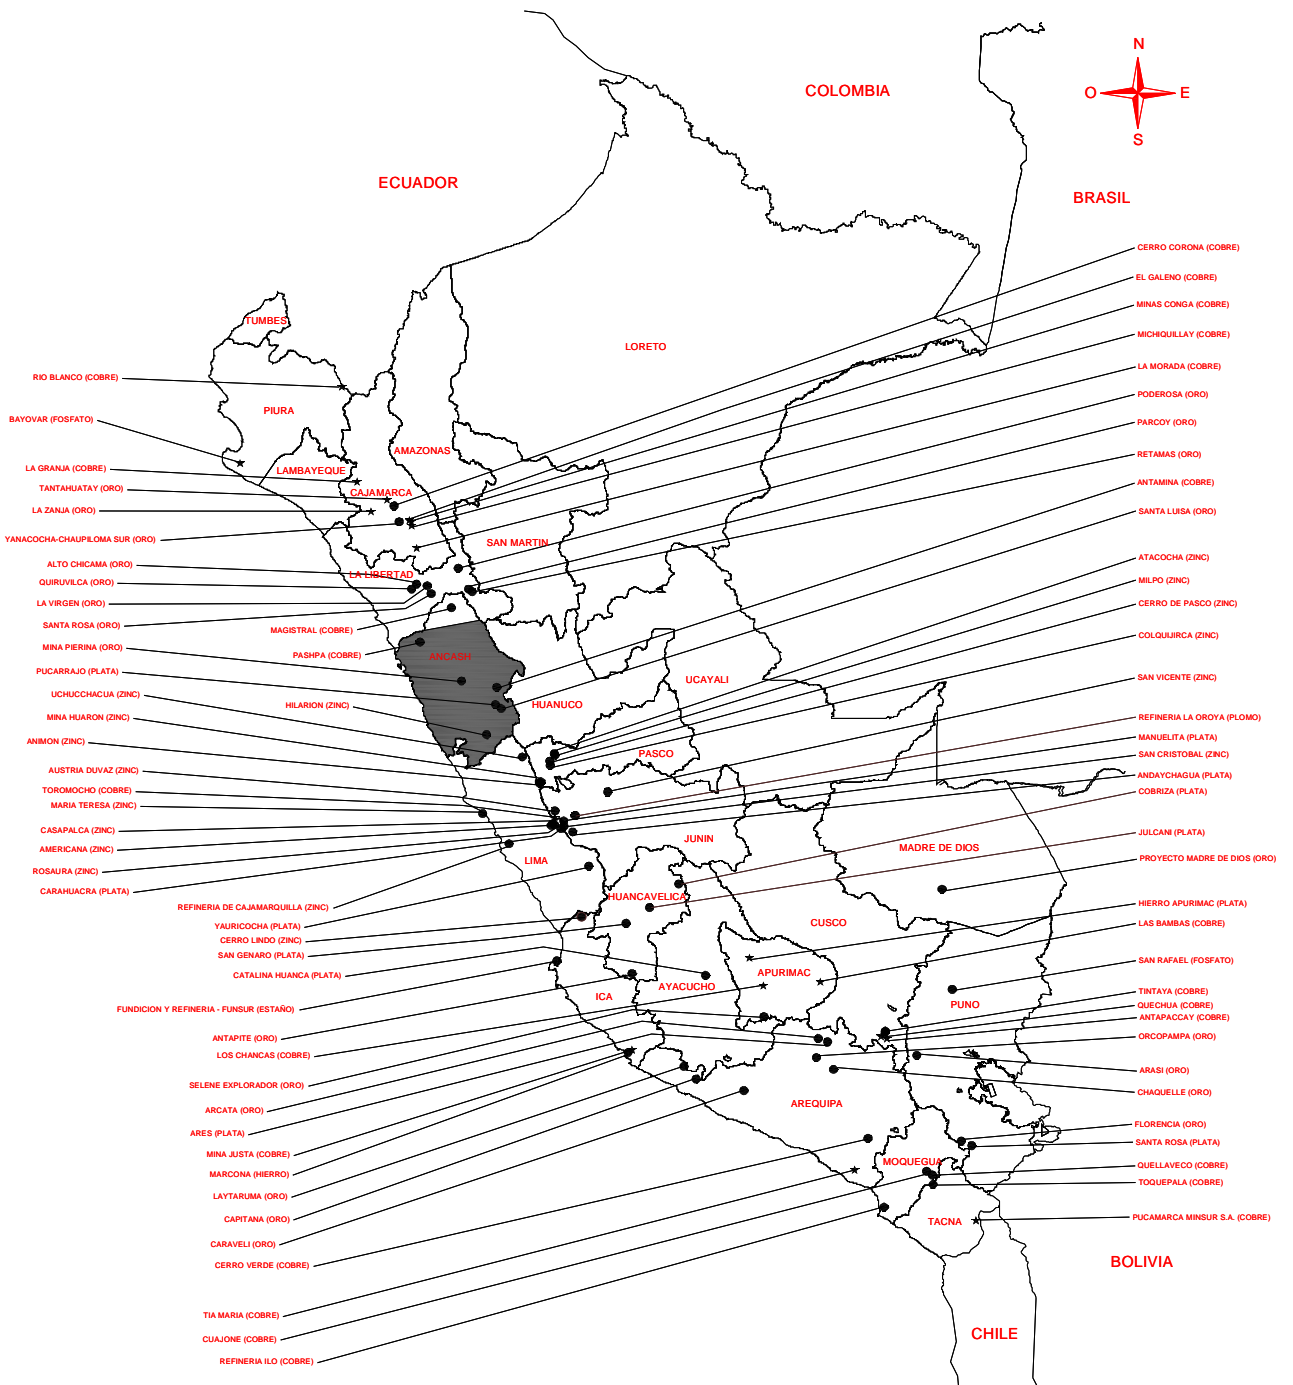 COLOMBIA
ECUADOR
BRASIL
N
O
E
S
TUMBES
PIURA
LAMBAYEQUE
CAJAMARCA
AMAZONAS
LORETO
SAN MARTIN
LA LIBERTAD
ANCASH
HUANUCO
UCAYALI
PASCO
JUNIN
LIMA
HUANCAVELICA
MADRE DE DIOS
CUSCO
APURIMAC
AYACUCHO
ICA
PUNO
AREQUIPA
MOQUEGUA
TACNA
BOLIVIA
CHILE
RIO BLANCO (COBRE)
BAYOVAR (FOSFATO)
LA GRANJA (COBRE)
TANTAHUATAY (ORO)
LA ZANJA (ORO)
YANACOCHA-CHAUPILOMA SUR (ORO)
ALTO CHICAMA (ORO)
QUIRUVILCA (ORO)
LA VIRGEN (ORO)
SANTA ROSA (ORO)
MAGISTRAL (COBRE)
MINA PIERINA (ORO)
PASHPA (COBRE)
PUCARRAJO (PLATA)
UCHUCCHACUA (ZINC)
HILARION (ZINC)
MINA HUARON (ZINC)
ANIMON (ZINC)
AUSTRIA DUVAZ (ZINC)
TOROMOCHO (COBRE)
MARIA TERESA (ZINC)
CASAPALCA (ZINC)
AMERICANA (ZINC)
ROSAURA (ZINC)
CARAHUACRA (PLATA)
REFINERIA DE CAJAMARQUILLA (ZINC)
YAURICOCHA (PLATA)
CERRO LINDO (ZINC)
SAN GENARO (PLATA)
CATALINA HUANCA (PLATA)
FUNDICION Y REFINERIA - FUNSUR (ESTAÑO)
ANTAPITE (ORO)
LOS CHANCAS (COBRE)
SELENE EXPLORADOR (ORO)
ARCATA (ORO)
ARES (PLATA)
MINA JUSTA (COBRE)
MARCONA (HIERRO)
LAYTARUMA (ORO)
CAPITANA (ORO)
CARAVELI (ORO)
CERRO VERDE (COBRE)
TIA MARIA (COBRE)
CUAJONE (COBRE)
REFINERIA ILO (COBRE)
CERRO CORONA (COBRE)
EL GALENO (COBRE)
MINAS CONGA (COBRE)
MICHIQUILLAY (COBRE)
LA MORADA (COBRE)
PODEROSA (ORO)
PARCOY (ORO)
RETAMAS (ORO)
ANTAMINA (COBRE)
SANTA LUISA (ORO)
ATACOCHA (ZINC)
MILPO (ZINC)
CERRO DE PASCO (ZINC)
COLQUIJIRCA (ZINC)
SAN VICENTE (ZINC)
REFINERIA LA OROYA (PLOMO)
MANUELITA (PLATA)
SAN CRISTOBAL (ZINC)
ANDAYCHAGUA (PLATA)
COBRIZA (PLATA)
JULCANI (PLATA)
PROYECTO MADRE DE DIOS (ORO)
HIERRO APURIMAC (PLATA)
LAS BAMBAS (COBRE)
SAN RAFAEL (FOSFATO)
TINTAYA (COBRE)
QUECHUA (COBRE)
ANTAPACCAY (COBRE)
ORCOPAMPA (ORO)
ARASI (ORO)
CHAQUELLE (ORO)
FLORENCIA (ORO)
SANTA ROSA (PLATA)
QUELLAVECO (COBRE)
TOQUEPALA (COBRE)
PUCAMARCA MINSUR S.A. (COBRE)